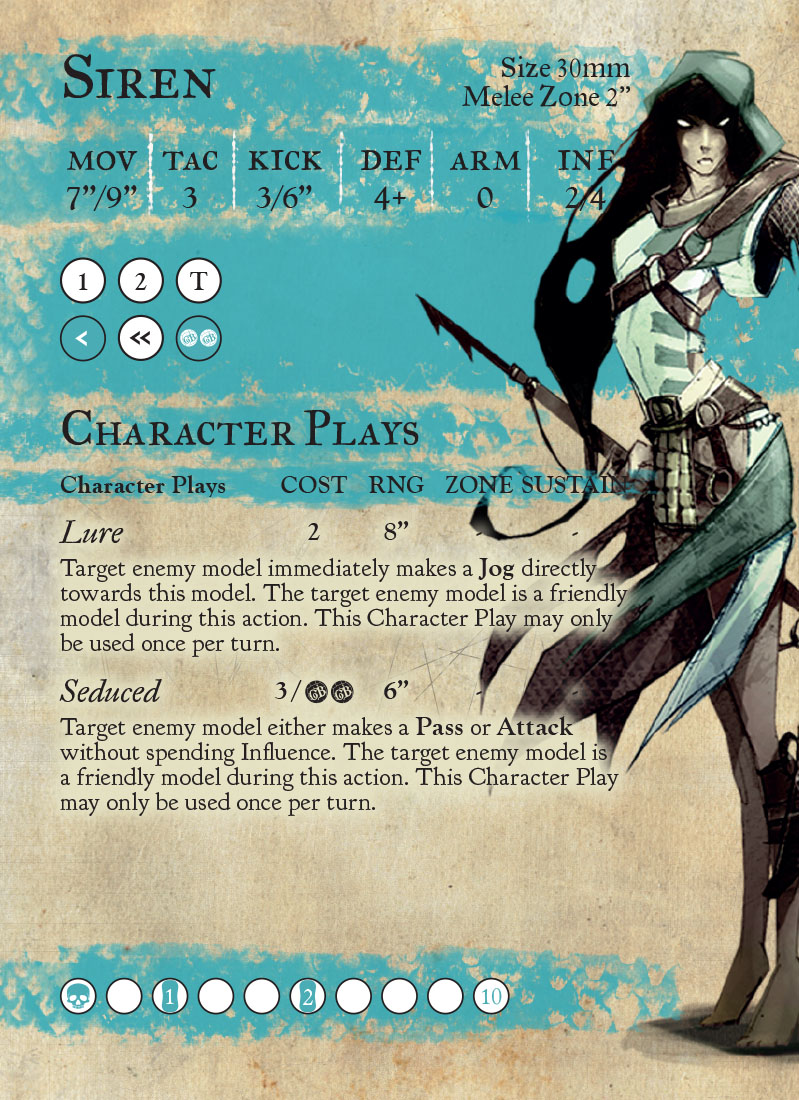 Siren
Size 30mm
Melee Zone 2”
MOV TAC KICK DEF ARM INF
7”/9” 3 3/6” 4+ 0 2/4
1 2 T
< << GB GB
Character Plays
Character Plays COST RNG ZONE SUSTAIN
Lure 2 8” - -
Target enemy model immediately makes a Jog directly
towards this model. The target enemy model is a friendly
model during this action. This Character Play may only
be used once per turn.
Seduced 3/GB GB 6” - -
Target enemy model either makes a Pass or Attack
without spending Influence. The target enemy model is
a friendly model during this action. This Character Play
may only be used once per turn.
1 2 10